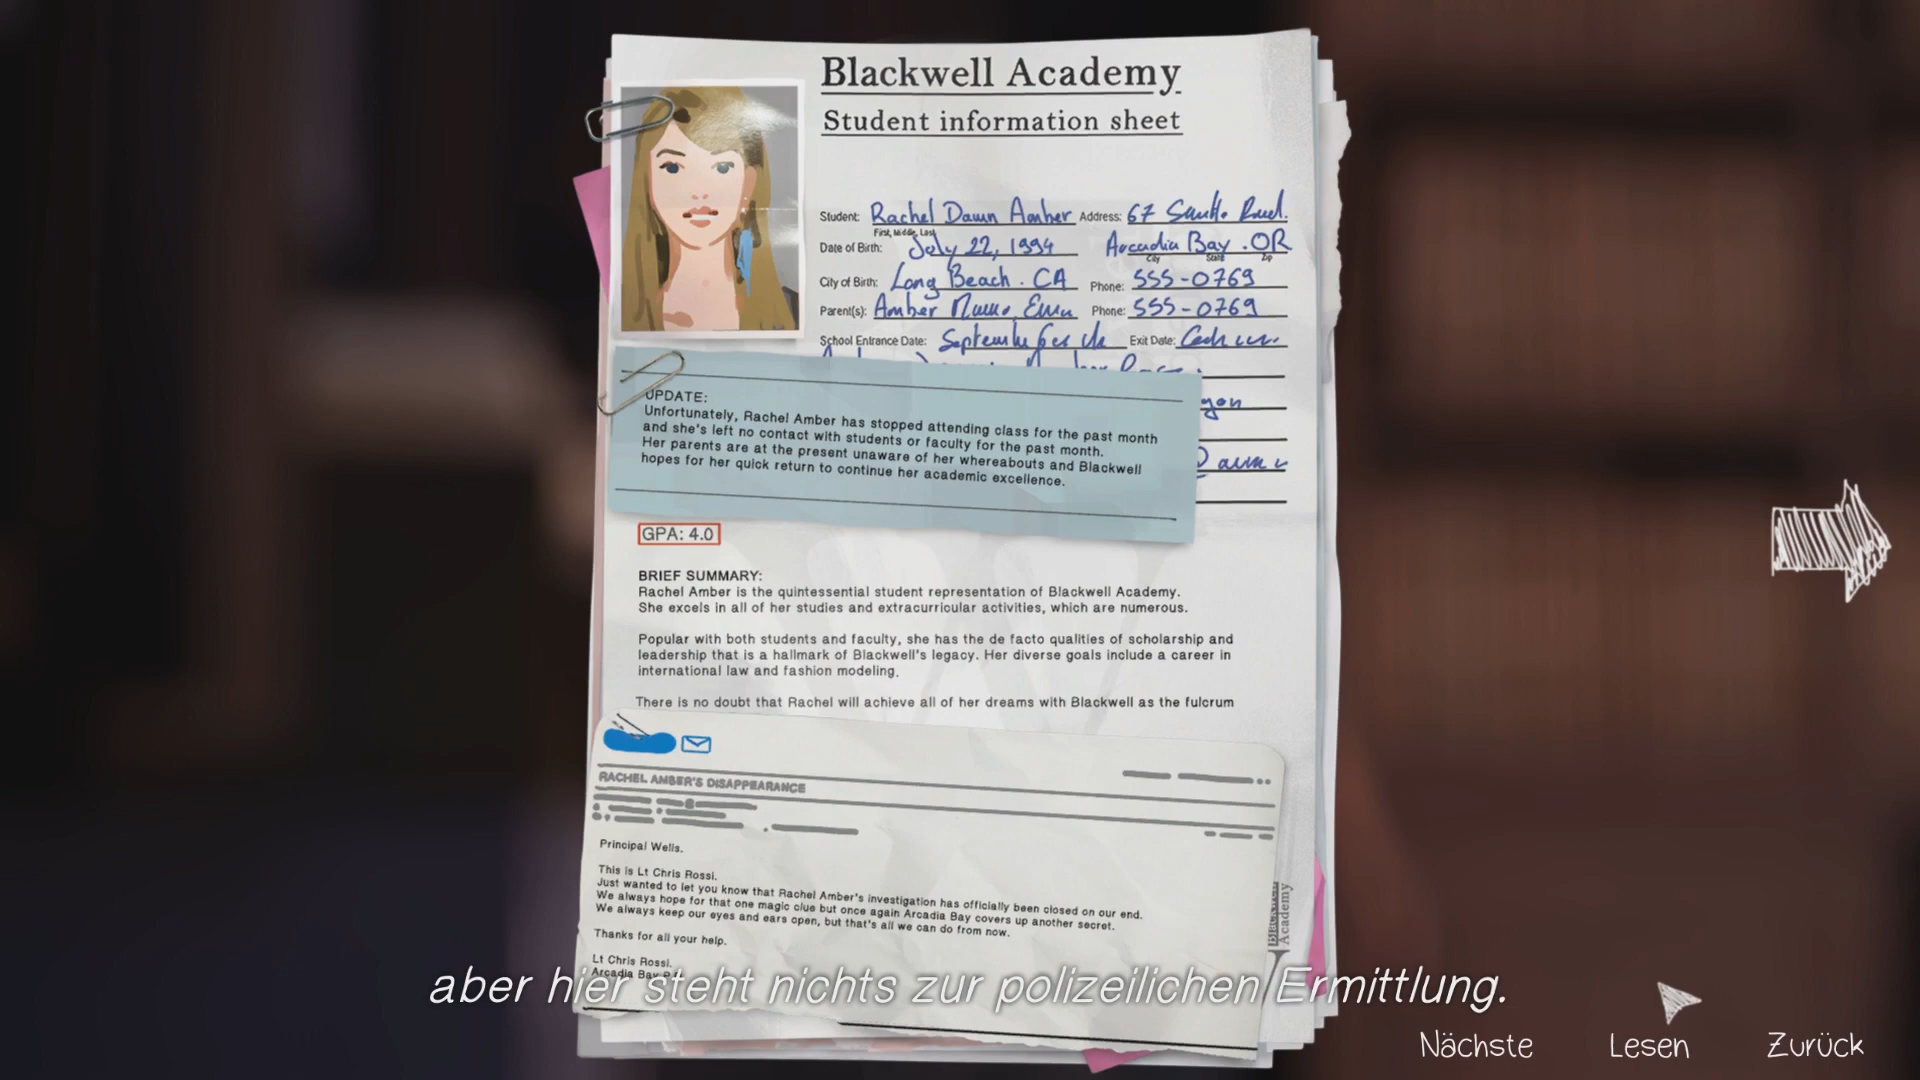 Blackwell Academy
Student information sheet
Student: Rachel Dawn Amber Address: 67
First, Middle, Last
Date of Birth: July 22, 1994 Arcadia Bay . OR
City State Zip
City of Birth: Long Beach . CA Phone: 555-0769
Parent(s): Amber Phone: 555-0769
School Entrance Date: Exit Date:
UPDATE:
Unfortunately, Rachel Amber has stopped attending class for the past month
and she's left no contact with students or faculty for the past month.
Her parents are at the present unaware of her whereabouts and Blackwell
hopes for her quick return to continue her academic excellence.
GPA: 4.0
BRIEF SUMMARY:
Rachel Amber is the quintessential student representation of Blackwell Academy.
She excels in all of her studies and extracurricular activities, which are numerous.
Popular with both students and faculty, she has the de facto qualities of scholarship and
leadership that is a hallmark of Blackwell's legacy. Her diverse goals include a career in
international law and fashion modeling.
There is no doubt that Rachel will achieve all of her dreams with Blackwell as the fulcrum
RACHEL AMBER'S DISAPPEARANCE
Principal Wells.
This is Lt Chris Rossi.
Just wanted to let you know that Rachel Amber's investigation has officially been closed on our end.
We always hope for that one magic clue but once again Arcadia Bay covers up another secret.
We always keep our eyes and ears open, but that's all we can do from now.
Thanks for all your help.
Lt Chris Rossi.
Arcadia Bay
Academy
aber hier steht nichts zur polizeilichen Ermittlung.
Nächste Lesen Zurück